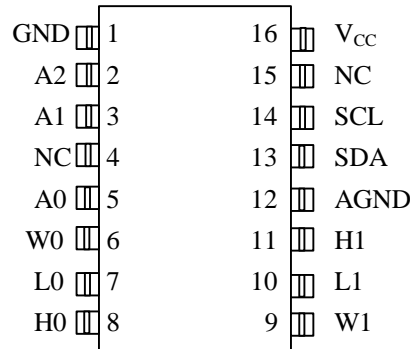 GND 1 16 VCC
A2 2 15 NC
A1 3 14 SCL
NC 4 13 SDA
A0 5 12 AGND
W0 6 11 H1
L0 7 10 L1
H0 8 9 W1